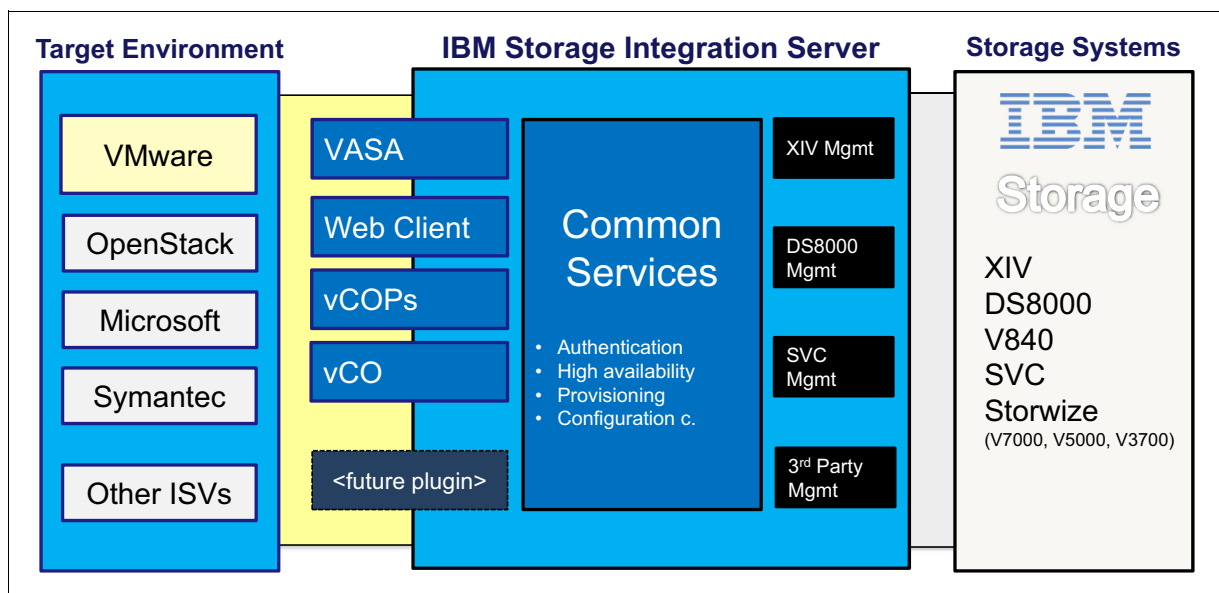 Target Environment
VMware
OpenStack
Microsoft
Symantec
Other ISVs
IBM Storage Integration Server
VASA
Web Client
vCOPs
vCO
<future plugin>
Common
Services
• Authentication
• High availability
• Provisioning
• Configuration c.
XIV Mgmt
DS8000
Mgmt
SVC
Mgmt
3rd Party
Mgmt
Storage Systems
IBM
Storage
XIV
DS8000
V840
SVC
Storwize
(V7000, V5000, V3700)